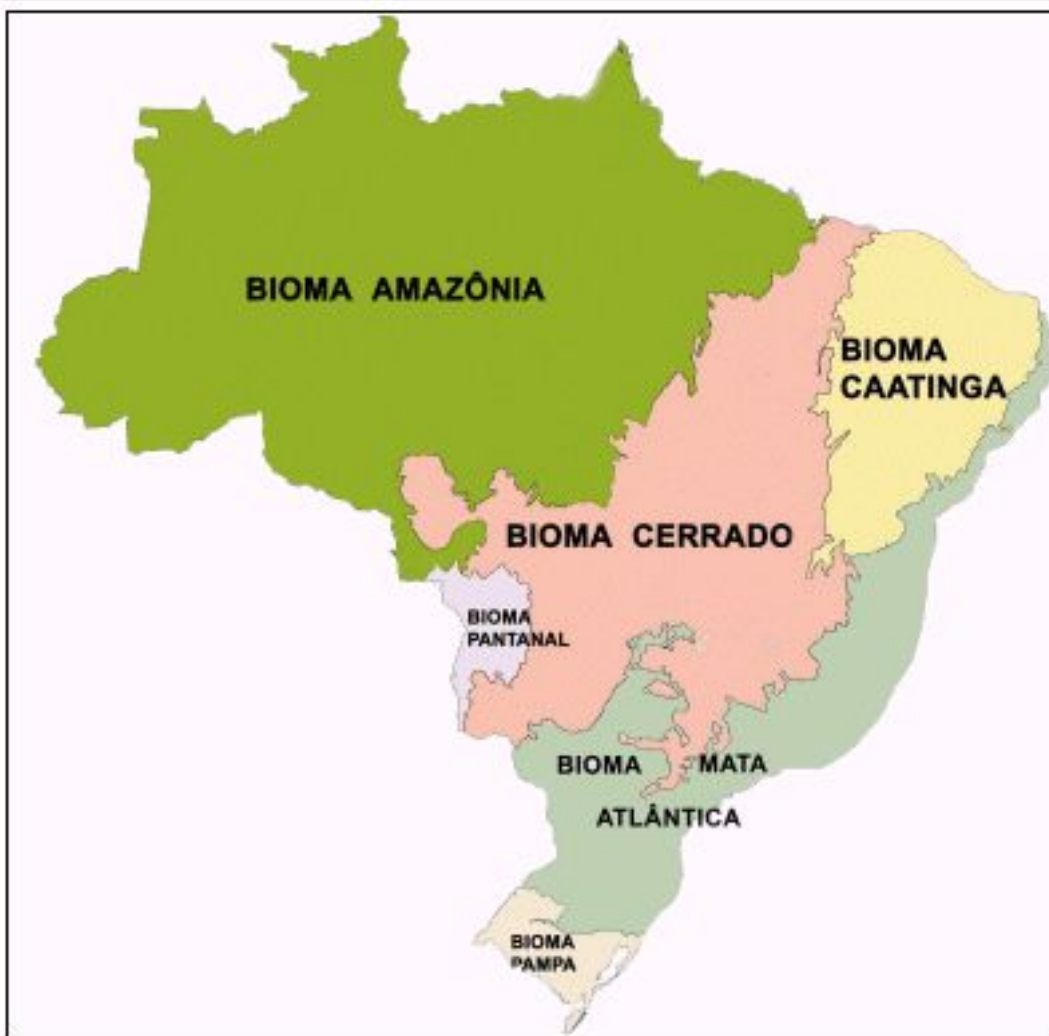 BIOMA AMAZÔNIA
BIOMA
CAATINGA
BIOMA CERRADO
BIOMA
PANTANAL
BIOMA MATA
ATLÂNTICA
BIOMA
PAMPA